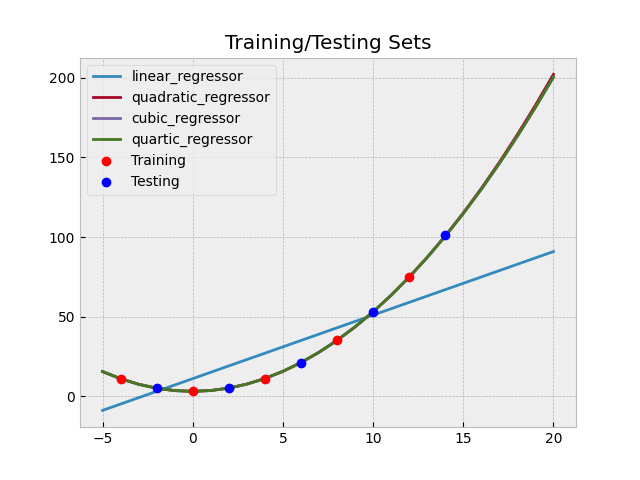 Training/Testing Sets
linear_regressor
quadratic_regressor
cubic_regressor
quartic_regressor
Training
Testing
200
150
100
50
0
−5
0
5
10
15
20